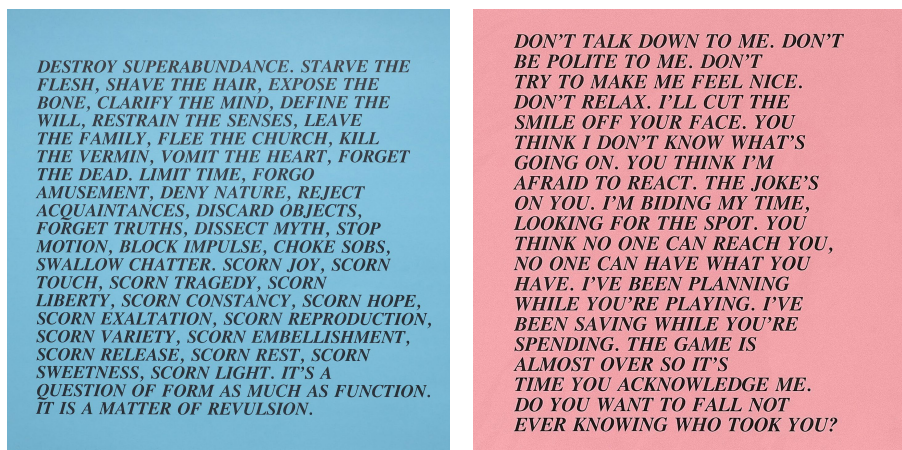 DESTROY SUPERABUNDANCE. STARVE THE
FLESH, SHAVE THE HAIR, EXPOSE THE
BONE, CLARIFY THE MIND, DEFINE THE
WILL, RESTRAIN THE SENSES, LEAVE
THE FAMILY, FLEE THE CHURCH, KILL
THE VERMIN, VOMIT THE HEART, FORGET
THE DEAD. LIMIT TIME, FORGO
AMUSEMENT, DENY NATURE, REJECT
ACQUAINTANCES, DISCARD OBJECTS,
FORGET TRUTHS, DISSECT MYTH, STOP
MOTION, BLOCK IMPULSE, CHOKE SOBS,
SWALLOW CHATTER. SCORN JOY, SCORN
TOUCH, SCORN TRAGEDY, SCORN
LIBERTY, SCORN CONSTANCY, SCORN HOPE,
SCORN EXALTATION, SCORN REPRODUCTION,
SCORN VARIETY, SCORN EMBELLISHMENT,
SCORN RELEASE, SCORN REST, SCORN
SWEETNESS, SCORN LIGHT. IT'S A
QUESTION OF FORM AS MUCH AS FUNCTION.
IT IS A MATTER OF REVULSION.
DON'T TALK DOWN TO ME. DON'T
BE POLITE TO ME. DON'T
TRY TO MAKE ME FEEL NICE.
DON'T RELAX. I'LL CUT THE
SMILE OFF YOUR FACE. YOU
THINK I DON'T KNOW WHAT'S
GOING ON. YOU THINK I'M
AFRAID TO REACT. THE JOKE'S
ON YOU. I'M BIDING MY TIME,
LOOKING FOR THE SPOT. YOU
THINK NO ONE CAN REACH YOU,
NO ONE CAN HAVE WHAT YOU
HAVE. I'VE BEEN PLANNING
WHILE YOU'RE PLAYING. I'VE
BEEN SAVING WHILE YOU'RE
SPENDING. THE GAME IS
ALMOST OVER SO IT'S
TIME YOU ACKNOWLEDGE ME.
DO YOU WANT TO FALL NOT
EVER KNOWING WHO TOOK YOU?